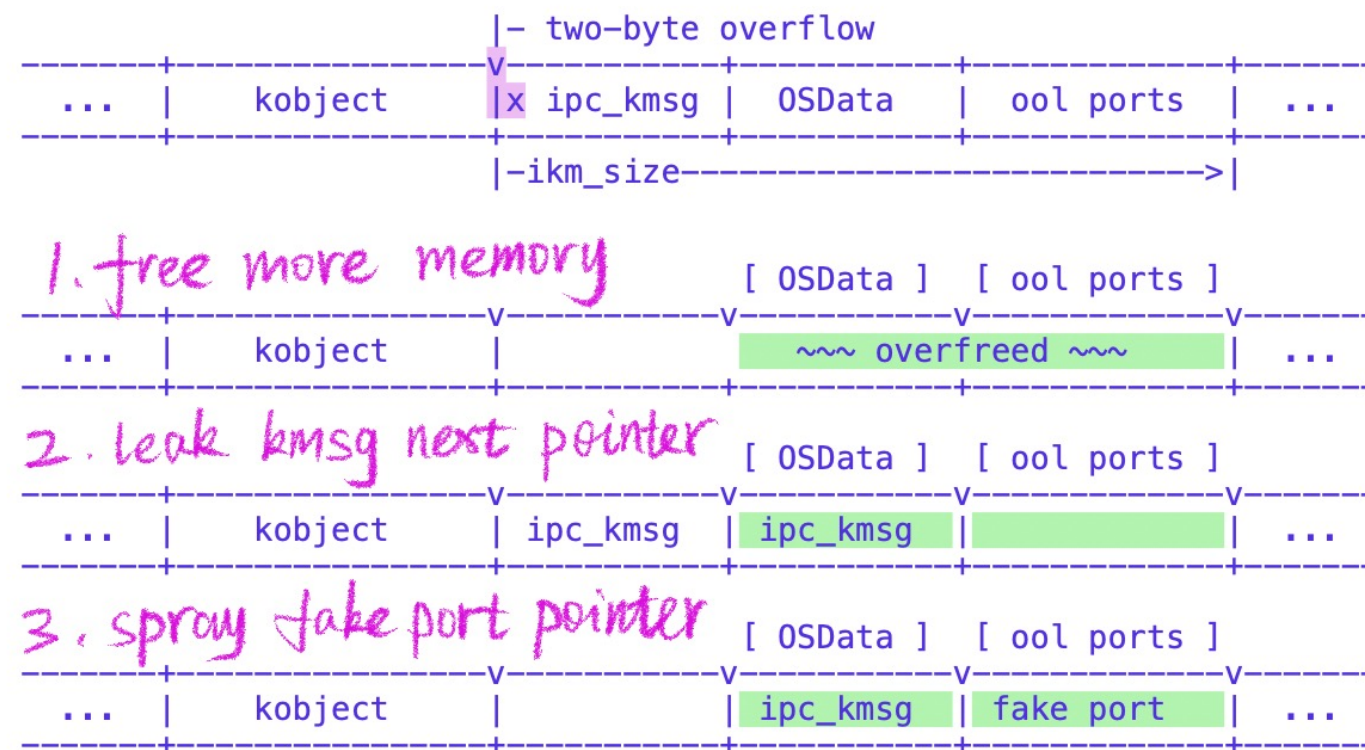 |- two-byte overflow
-------+----------------v-----------+-----------+-------------+------
... | kobject |x ipc_kmsg | OSData | ool ports | ...
-------+----------------+-----------+-----------+-------------+------
|-ikm_size--------------------------->|
1. free more memory
[ OSData ] [ ool ports ]
-------+----------------v-----------v-----------v-------------v------
... | kobject | ~~~ overfreed ~~~ | ...
-------+----------------+-----------+-----------+-------------+------
2. leak kmsg next pointer
[ OSData ] [ ool ports ]
-------+----------------v-----------v-----------v-------------v------
... | kobject | ipc_kmsg | ipc_kmsg | | ...
-------+----------------+-----------+-----------+-------------+------
3. spray fake port pointer
[ OSData ] [ ool ports ]
-------+----------------v-----------v-----------v-------------v------
... | kobject | | ipc_kmsg | fake port | ...
-------+----------------+-----------+-----------+-------------+------